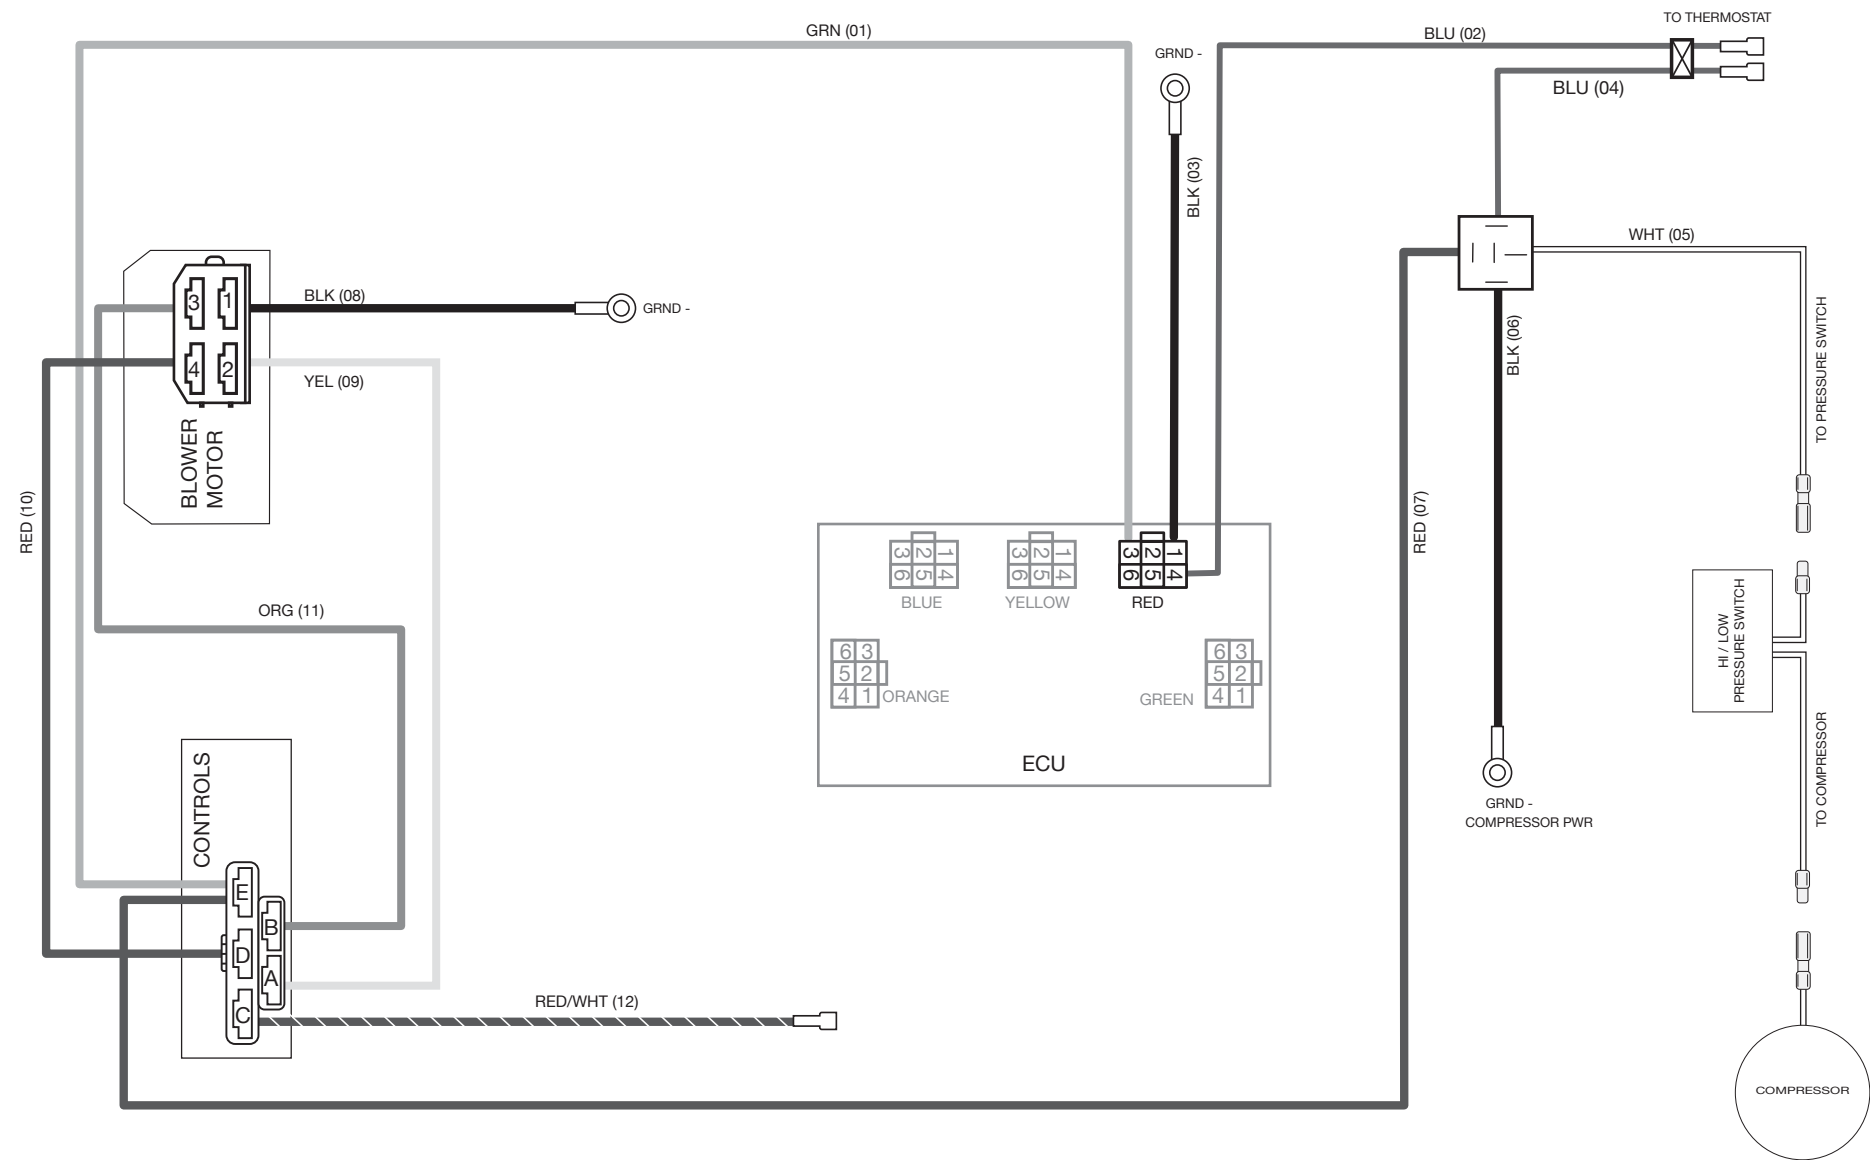 TO THERMOSTAT
GRN (01)
BLU (02)
GRND -
BLU (04)
BLK (03)
WHT (05)
3 1
4 2
BLK (08)
GRND -
YEL (09)
BLOWER
MOTOR
BLK (06)
TO PRESSURE SWITCH
RED (10)
RED (07)
3 2 1
6 5 4
BLUE
3 2 1
6 5 4
YELLOW
3 2 1
6 5 4
RED
ORG (11)
HI / LOW
PRESSURE SWITCH
6 3
5 2
4 1
ORANGE
GREEN
6 3
5 2
4 1
ECU
TO COMPRESSOR
GRND -
COMPRESSOR PWR
CONTROLS
E
B
D
A
C
RED/WHT (12)
COMPRESSOR